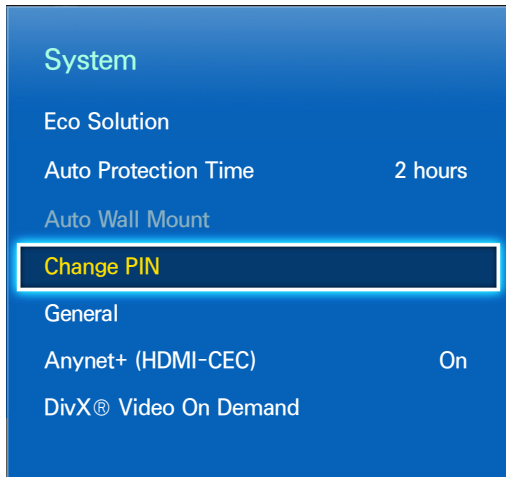 System
Eco Solution
Auto Protection Time 2 hours
Auto Wall Mount
Change PIN
General
Anynet+ (HDMI-CEC) On
DivX® Video On Demand